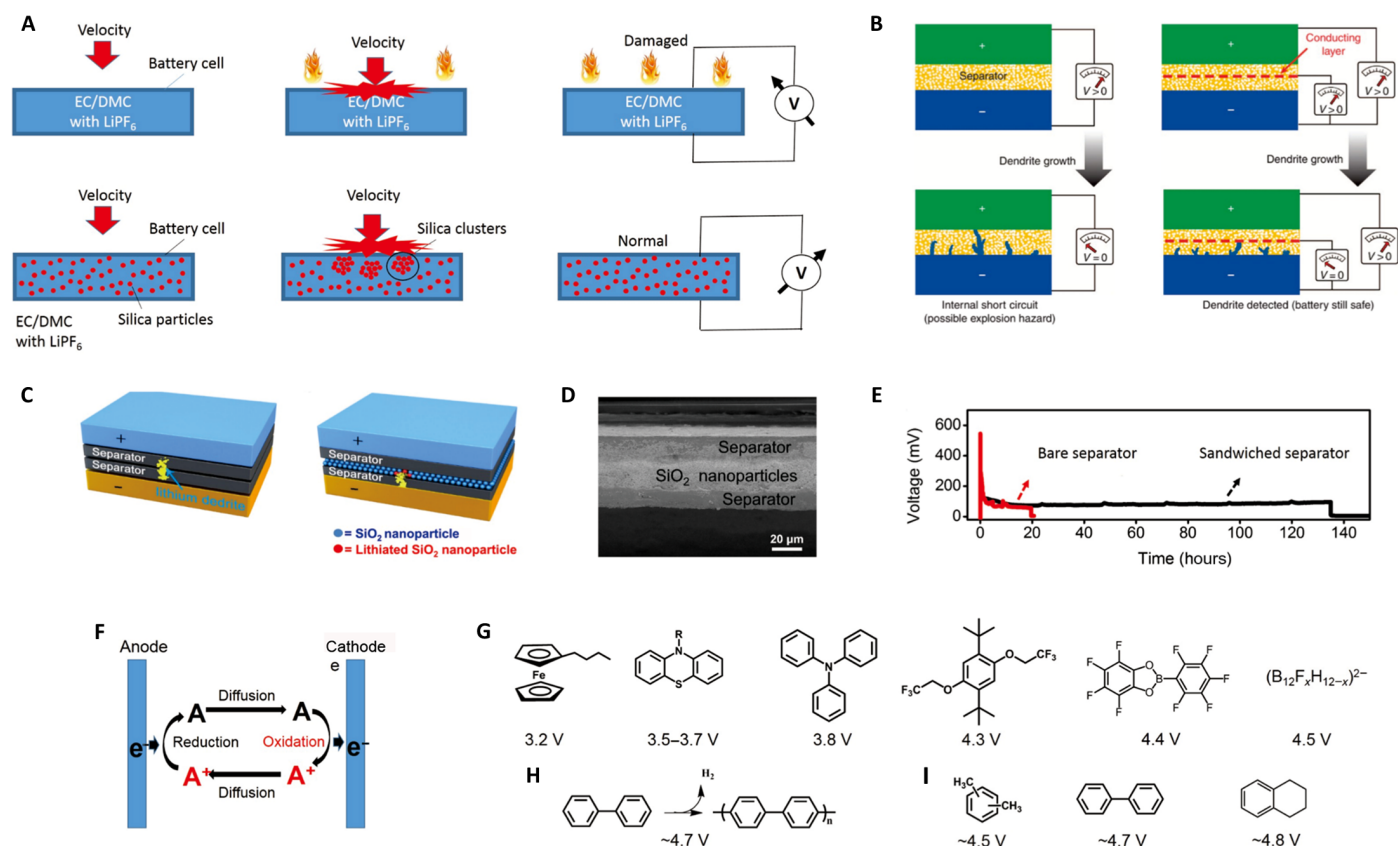 A
Velocity
Battery cell
EC/DMC
with LiPF6
Velocity
EC/DMC
with LiPF6
Damaged
EC/DMC
with LiPF6
V
Velocity
Battery cell
Silica particles
EC/DMC
with LiPF6
Velocity
Silica clusters
Normal
V
B
+
Separator
−
V > 0
Dendrite growth
+
−
V = 0
Internal short circuit
(possible explosion hazard)
Conducting
layer
+
−
V > 0
V > 0
Dendrite growth
+
−
V = 0
V > 0
Dendrite detected (battery still safe)
C
+
Separator
Separator
−
lithium dedrite
+
Separator
Separator
−
= SiO2 nanoparticle
= Lithiated SiO2 nanoparticle
D
Separator
SiO2 nanoparticles
Separator
20 μm
E
Voltage (mV)
600
400
200
0
Bare separator
Sandwiched separator
0 20 40 60 80 100 120 140
Time (hours)
F
Anode
Cathode
e
Diffusion
A A
e- Reduction Oxidation e-
A+ A+
Diffusion
G
Fe
3.2 V
R
N
S
3.5–3.7 V
N
3.8 V
O CF3
F3C O
4.3 V
F F F F O O B F F F F F
4.4 V
(B12FxH12−x)2−
4.5 V
H
H2
n
~4.7 V
I
H3C
CH3
~4.5 V
~4.7 V
~4.8 V